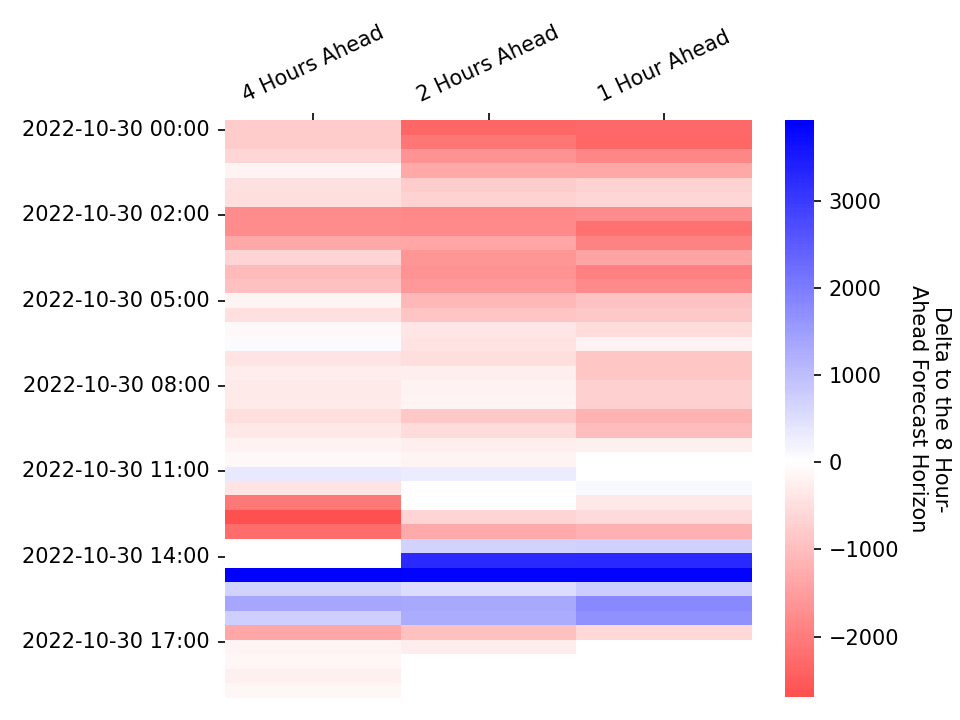 4 Hours Ahead
2 Hours Ahead
1 Hour Ahead
2022-10-30 00:00
2022-10-30 02:00
2022-10-30 05:00
2022-10-30 08:00
2022-10-30 11:00
2022-10-30 14:00
2022-10-30 17:00
3000
2000
1000
0
−1000
−2000
Delta to the 8 Hour-
Ahead Forecast Horizon